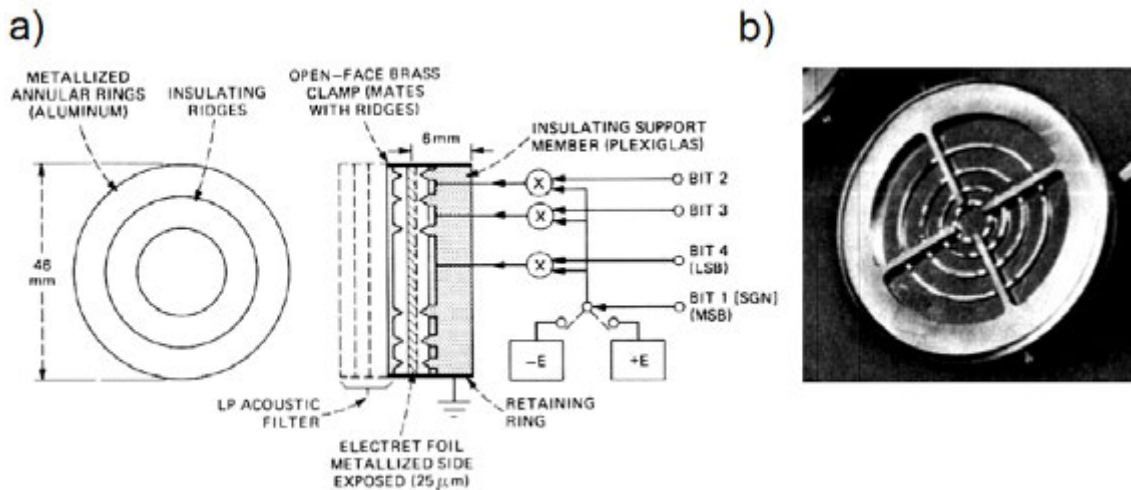 a)
b)
METALLIZED
ANNULAR RINGS
(ALUMINUM)
INSULATING
RIDGES
OPEN-FACE BRASS
CLAMP (MATES
WITH RIDGES)
6mm
INSULATING SUPPORT
MEMBER (PLEXIGLAS)
46
mm
X
BIT 2
X
BIT 3
X
BIT 4
(LSB)
BIT 1 [SGN]
(MSB)
-E
+E
LP ACOUSTIC
FILTER
RETAINING
RING
ELECTRET FOIL
METALLIZED SIDE
EXPOSED (25 μm)